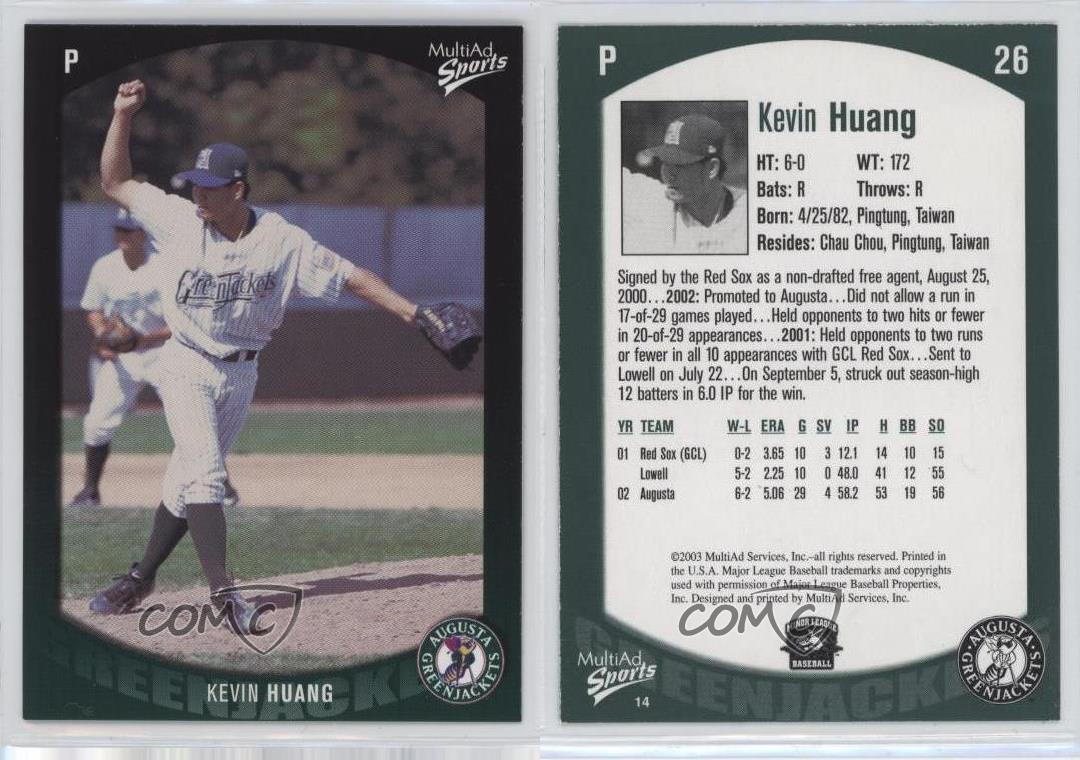 P
MultiAd
Sports
GreenJackets
COMC
AUGUSTA
GREENJACKETS
GREENJACKE
KEVIN HUANG
P
26
Kevin Huang
HT: 6-0 WT: 172
Bats: R Throws: R
Born: 4/25/82, Pingtung, Taiwan
Resides: Chau Chou, Pingtung, Taiwan
Signed by the Red Sox as a non-drafted free agent, August 25,
2000...2002: Promoted to Augusta...Did not allow a run in
17-of-29 games played...Held opponents to two hits or fewer
in 20-of-29 appearances...2001: Held opponents to two runs
or fewer in all 10 appearances with GCL Red Sox...Sent to
Lowell on July 22...On September 5, struck out season-high
12 batters in 6.0 IP for the win.
YR TEAM W-L ERA G SV IP H BB SO
01 Red Sox (GCL) 0-2 3.65 10 3 12.1 14 10 15
Lowell 5-2 2.25 10 0 48.0 41 12 55
02 Augusta 6-2 5.06 29 4 58.2 53 19 56
©2003 MultiAd Services, Inc.–all rights reserved. Printed in
the U.S.A. Major League Baseball trademarks and copyrights
used with permission of Major League Baseball Properties,
Inc. Designed and printed by MultiAd Services, Inc.
COMC
MINOR LEAGUE
BASEBALL
MultiAd
Sports
14
AUGUSTA
GREENJACKETS